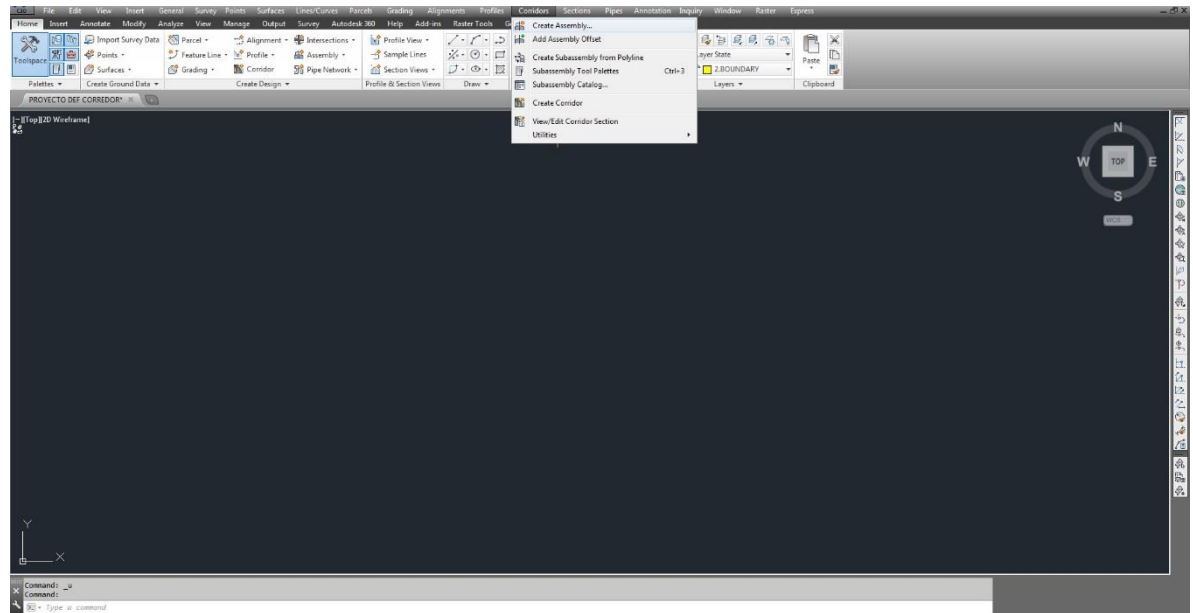 File Edit View Insert General Survey Points Surfaces Lines/Curves Parcels Grading Alignments Profiles Corridors Sections Pipes Annotation Inquiry Window Raster Express
Home Insert Annotate Modify Analyze View Manage Output Survey Autodesk 360 Help Add-ins Raster Tools
Create Assembly...
Import Survey Data Parcel Alignment Intersections Profile View
Add Assembly Offset
Toolspace Points Feature Line Profile Assembly Sample Lines
Create Subassembly from Polyline
Layer State
Paste
Surfaces Grading Corridor Pipe Network Section Views
Subassembly Tool Palettes Ctrl+3
2.BOUNDARY
Palettes Create Ground Data Create Design Profile & Section Views Draw
Subassembly Catalog...
Layers Clipboard
PROYECTO DEF CORREDOR*
Create Corridor
[-][Top][2D Wireframe]
View/Edit Corridor Section
Utilities
N
W TOP E
S
WCS
Y
X
Command: _u
Command:
Type a command